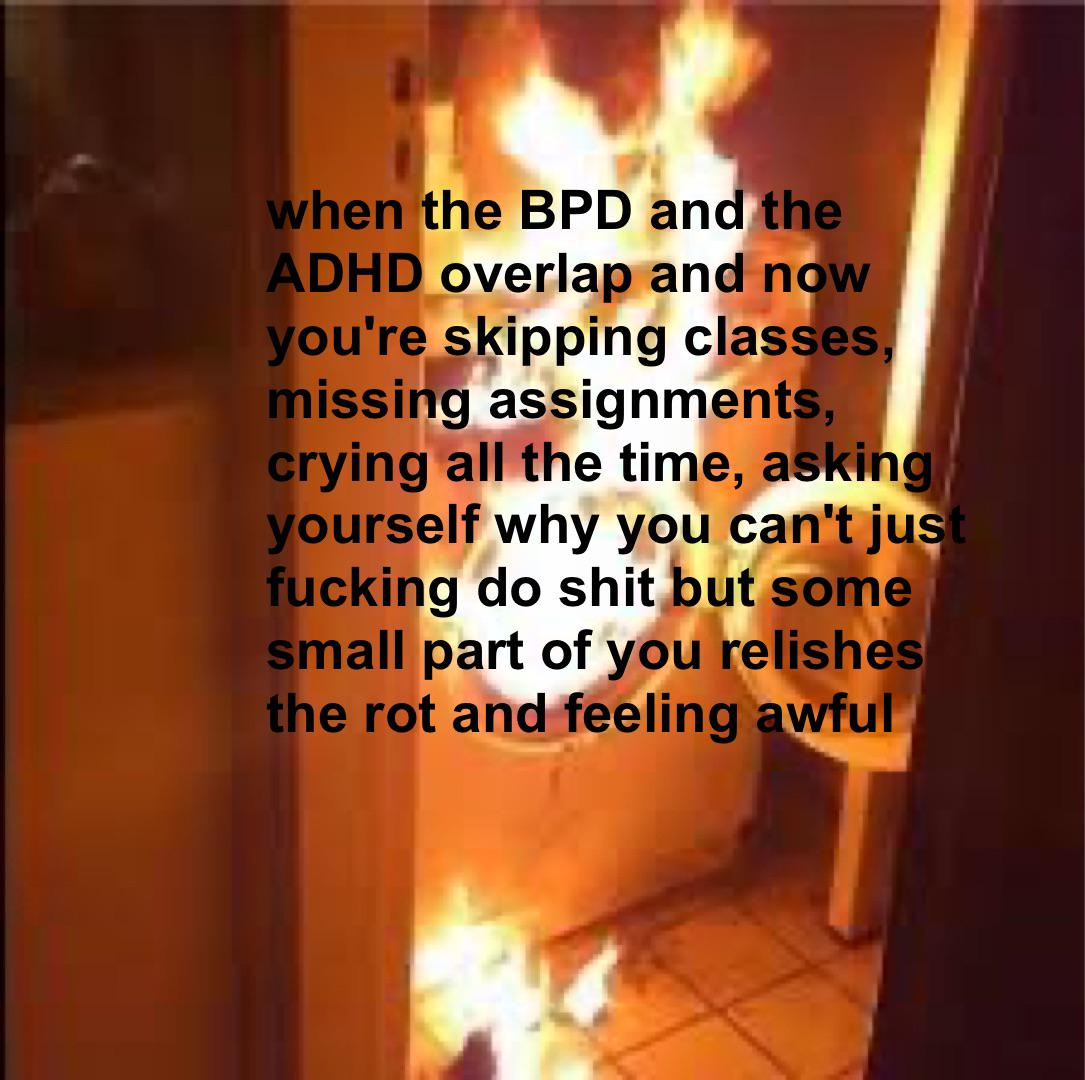 when the BPD and the
ADHD overlap and now
you're skipping classes,
missing assignments,
crying all the time, asking
yourself why you can't just
fucking do shit but some
small part of you relishes
the rot and feeling awful